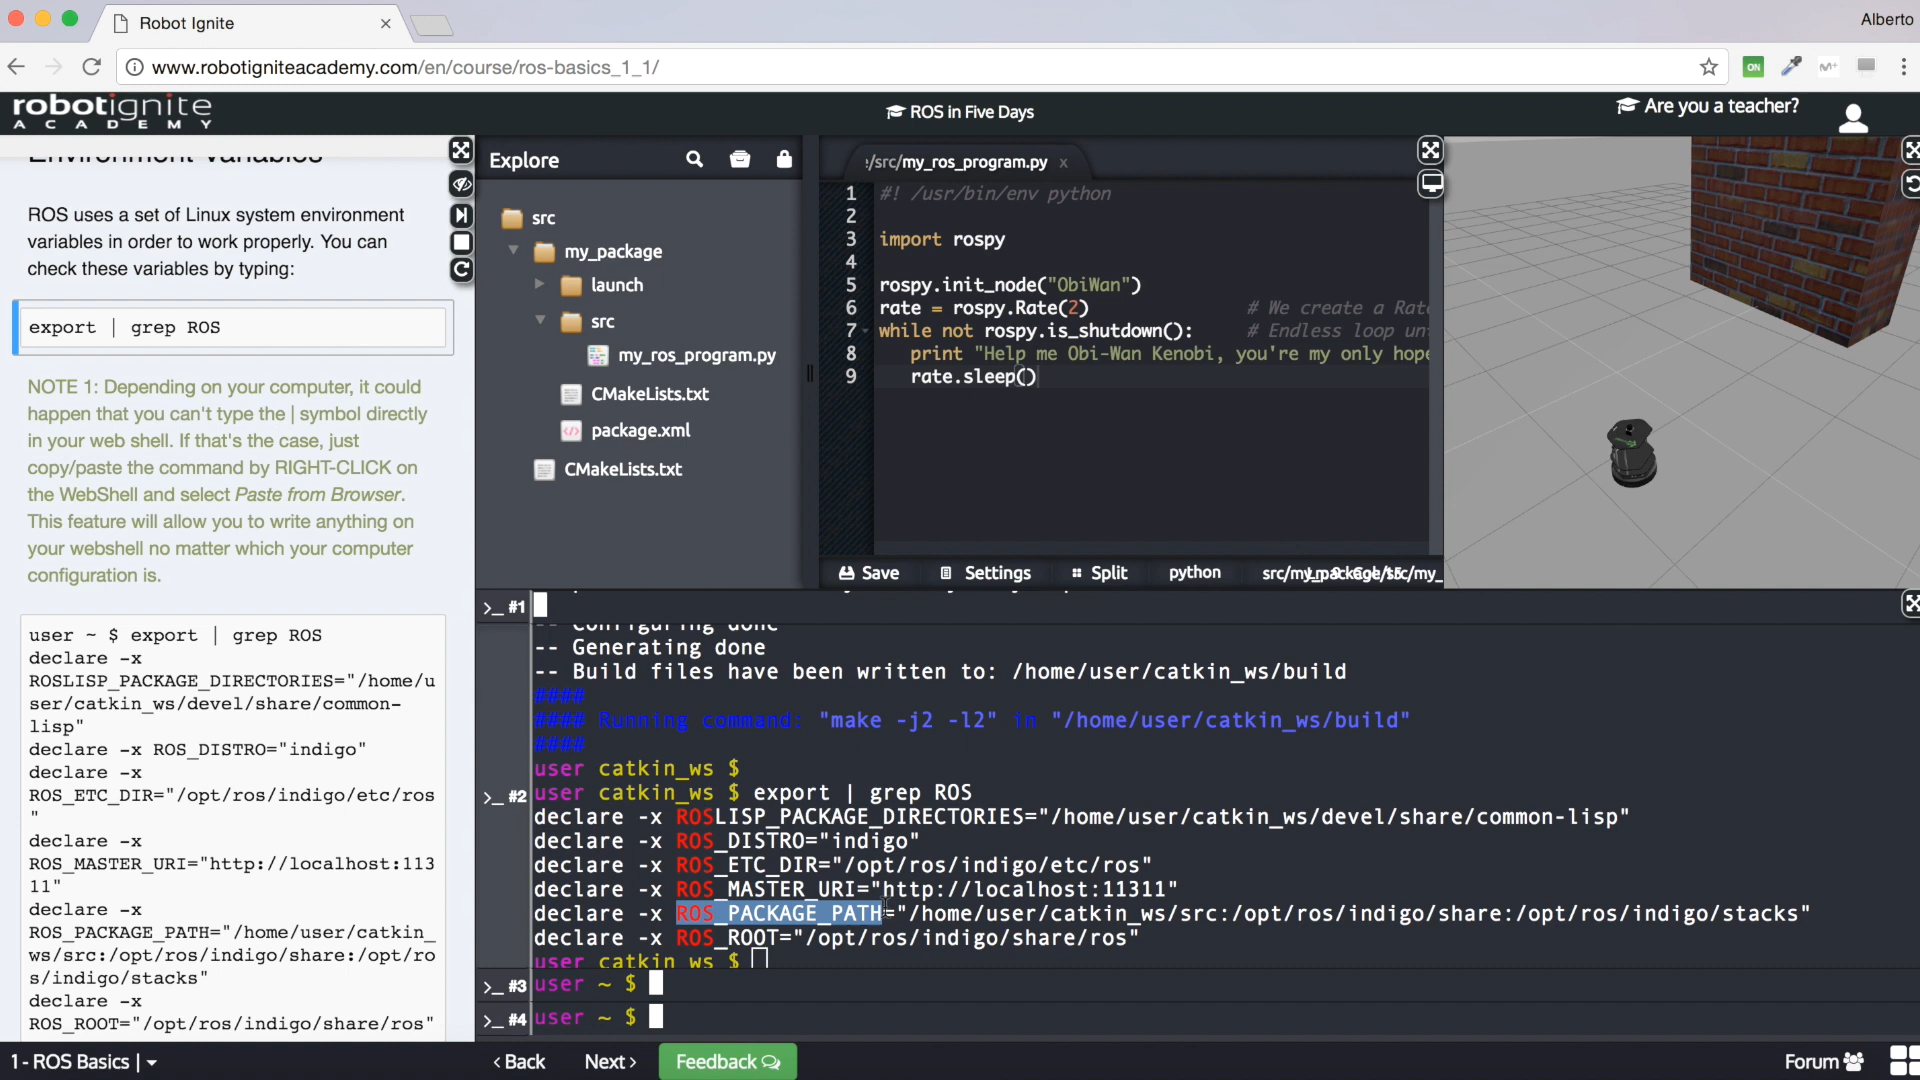 Robot Ignite
Alberto
www.robotigniteacademy.com/en/course/ros-basics_1_1/
ON
robotignite
ACADEMY
ROS in Five Days
Are you a teacher?
Environment Variables
ROS uses a set of Linux system environment
variables in order to work properly. You can
check these variables by typing:
export | grep ROS
NOTE 1: Depending on your computer, it could
happen that you can't type the | symbol directly
in your web shell. If that's the case, just
copy/paste the command by RIGHT-CLICK on
the WebShell and select Paste from Browser.
This feature will allow you to write anything on
your webshell no matter which your computer
configuration is.
user ~ $ export | grep ROS
declare -x
ROSLISP_PACKAGE_DIRECTORIES="/home/u
ser/catkin_ws/devel/share/common-
lisp"
declare -x ROS_DISTRO="indigo"
declare -x
ROS_ETC_DIR="/opt/ros/indigo/etc/ros
"
declare -x
ROS_MASTER_URI="http://localhost:113
11"
declare -x
ROS_PACKAGE_PATH="/home/user/catkin_
ws/src:/opt/ros/indigo/share:/opt/ro
s/indigo/stacks"
declare -x
ROS_ROOT="/opt/ros/indigo/share/ros"
Explore
src
my_package
launch
src
my_ros_program.py
CMakeLists.txt
package.xml
CMakeLists.txt
:/src/my_ros_program.py x
1 #! /usr/bin/env python
2
3 import rospy
4
5 rospy.init_node("ObiWan")
6 rate = rospy.Rate(2) # We create a Rat
7 while not rospy.is_shutdown(): # Endless loop un
8 print "Help me Obi-Wan Kenobi, you're my only hope
9 rate.sleep()
Save Settings Split python
>_ #1
-- Configuring done
-- Generating done
-- Build files have been written to: /home/user/catkin_ws/build
####
#### Running command: "make -j2 -l2" in "/home/user/catkin_ws/build"
####
user catkin_ws $
>_ #2 user catkin_ws $ export | grep ROS
declare -x ROSLISP_PACKAGE_DIRECTORIES="/home/user/catkin_ws/devel/share/common-lisp"
declare -x ROS_DISTRO="indigo"
declare -x ROS_ETC_DIR="/opt/ros/indigo/etc/ros"
declare -x ROS_MASTER_URI="http://localhost:11311"
declare -x ROS_PACKAGE_PATH="/home/user/catkin_ws/src:/opt/ros/indigo/share:/opt/ros/indigo/stacks"
declare -x ROS_ROOT="/opt/ros/indigo/share/ros"
user catkin_ws $
>_ #3 user ~ $
>_ #4 user ~ $
1 - ROS Basics |
< Back Next > Feedback
Forum